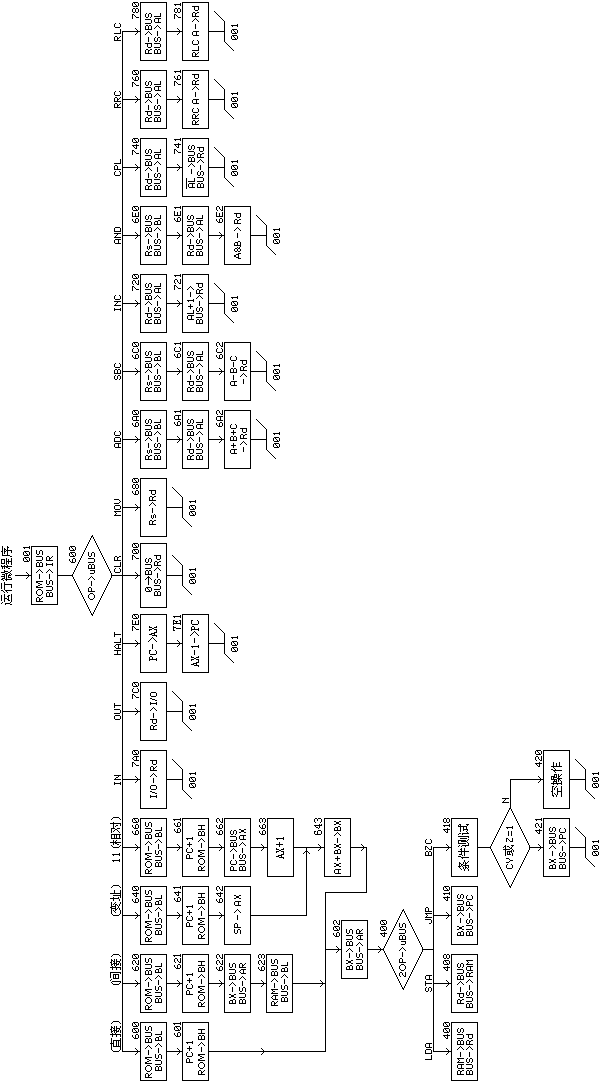 运行微程序
001
ROM->BUS
BUS->IR
600
OP->uBUS
(直接)
600
ROM->BUS
BUS->BL
601
PC+1
ROM->BH
(间接)
620
ROM->BUS
BUS->BL
621
PC+1
ROM->BH
622
BX->BUS
BUS->AR
623
RAM->BUS
BUS->BL
(变址)
640
ROM->BUS
BUS->BL
641
PC+1
ROM->BH
642
SP->AX
11(相对)
660
ROM->BUS
BUS->BL
661
PC+1
ROM->BH
662
PC->BUS
BUS->AX
663
AX+1
643
AX+BX->BX
602
BX->BUS
BUS->AR
400
2OP->uBUS
LDA
400
RAM->BUS
BUS->Rd
STA
408
Rd->BUS
BUS->RAM
JMP
410
BX->BUS
BUS->PC
BZC
418
条件测试
CY或Z=1
N
421
BX->BUS
BUS->PC
001
420
空操作
001
IN
7A0
I/O->Rd
001
OUT
7C0
Rd->I/O
001
HALT
7E0
PC->AX
7E1
AX-1->PC
001
CLR
700
0->BUS
BUS->Rd
001
MOV
680
Rs->Rd
001
ADC
6A0
Rs->BUS
BUS->BL
6A1
Rd->BUS
BUS->AL
6A2
A+B+C
->Rd
001
SBC
6C0
Rs->BUS
BUS->BL
6C1
Rd->BUS
BUS->AL
6C2
A-B-C
->Rd
001
INC
720
Rd->BUS
BUS->AL
721
AL+1->
BUS->Rd
001
AND
6E0
Rs->BUS
BUS->BL
6E1
Rd->BUS
BUS->AL
6E2
A&B->Rd
001
CPL
740
Rd->BUS
BUS->AL
741
A̅L̅->BUS
BUS->Rd
001
RRC
760
Rd->BUS
BUS->AL
761
RRC A->Rd
001
RLC
780
Rd->BUS
BUS->AL
781
RLC A->Rd
001